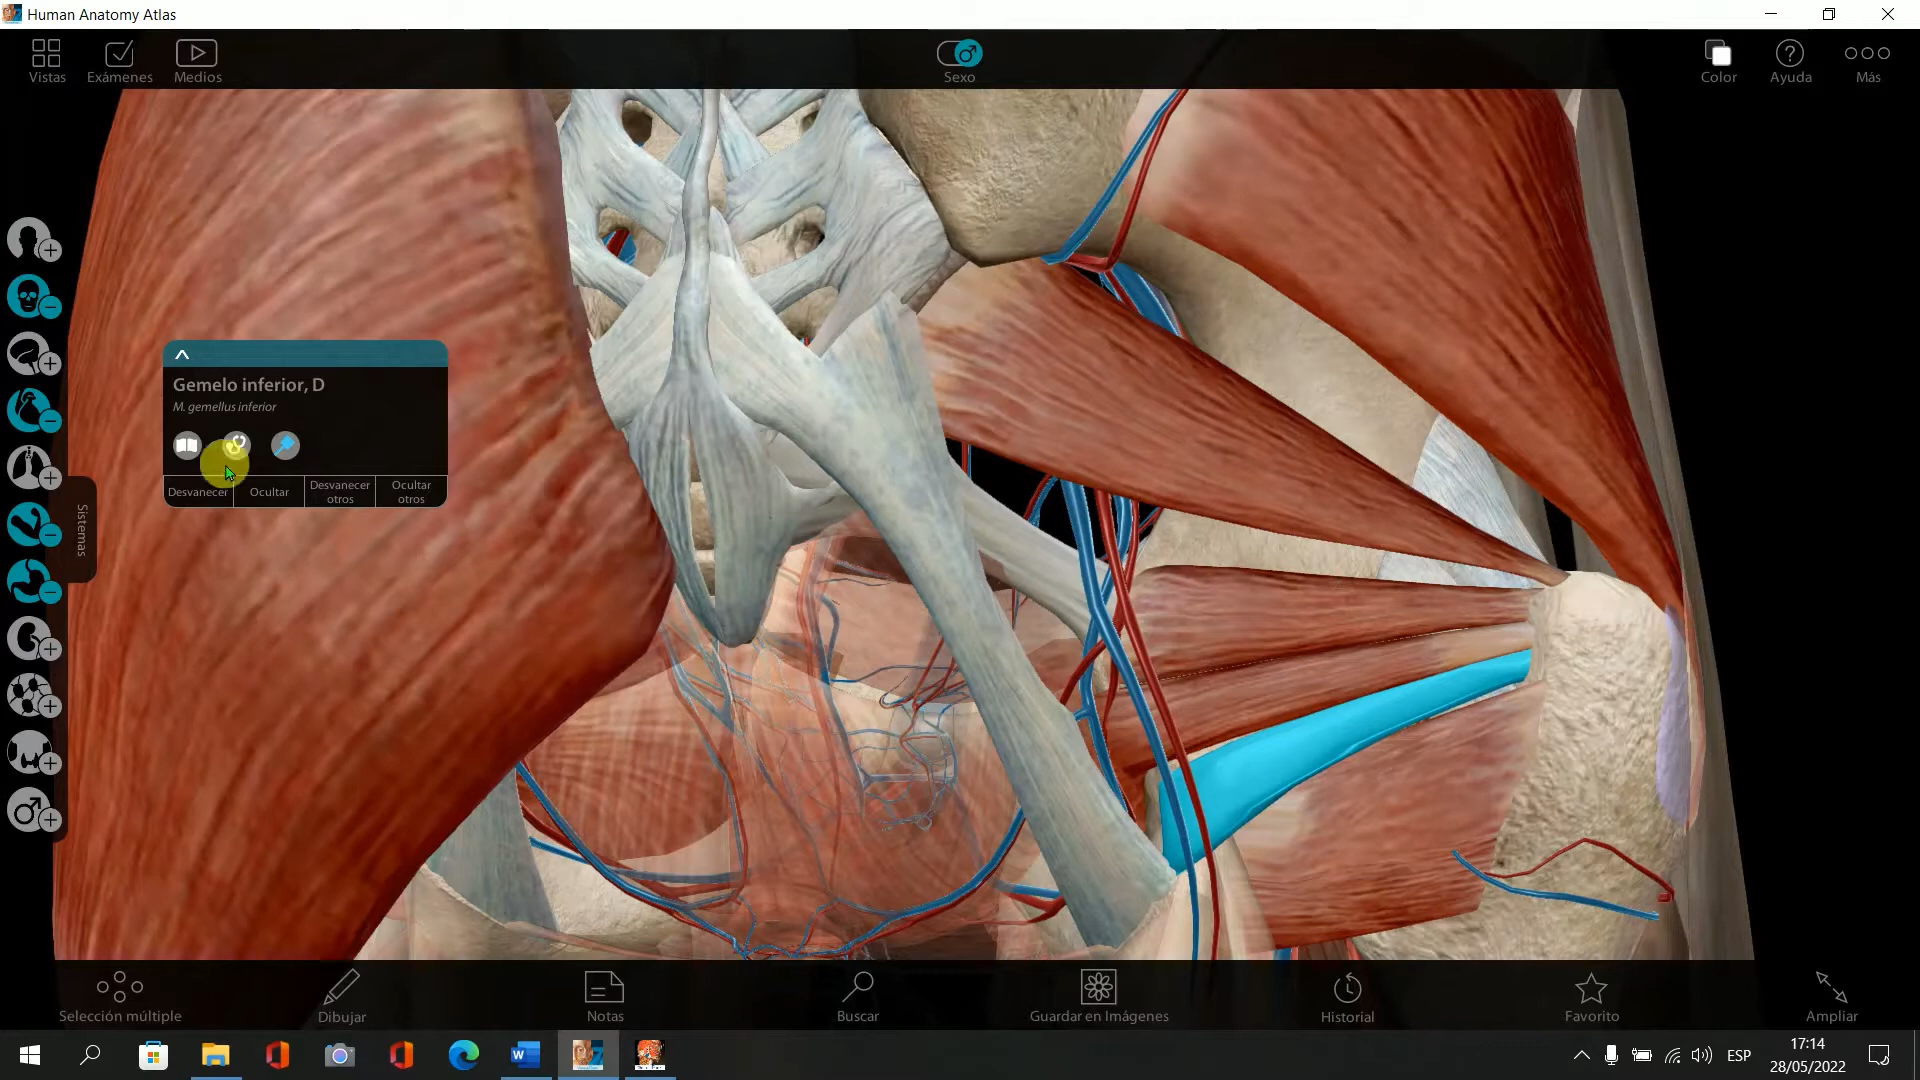 Human Anatomy Atlas
Vistas
Exámenes
Medios
Sexo
Color
Ayuda
Más
Sistemas
Gemelo inferior, D
M. gemellus inferior
Desvanecer
Ocultar
Desvanecer
otros
Ocultar
otros
Selección múltiple
Dibujar
Notas
Buscar
Guardar en Imágenes
Historial
Favorito
Ampliar
ESP
17:14
28/05/2022